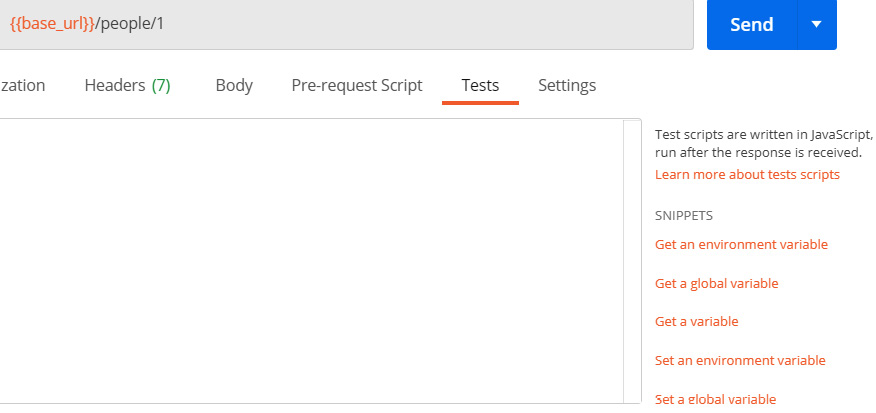 {{base_url}}/people/1
Send
zation Headers (7) Body Pre-request Script Tests Settings
Test scripts are written in JavaScript,
run after the response is received.
Learn more about tests scripts
SNIPPETS
Get an environment variable
Get a global variable
Get a variable
Set an environment variable
Set a global variable